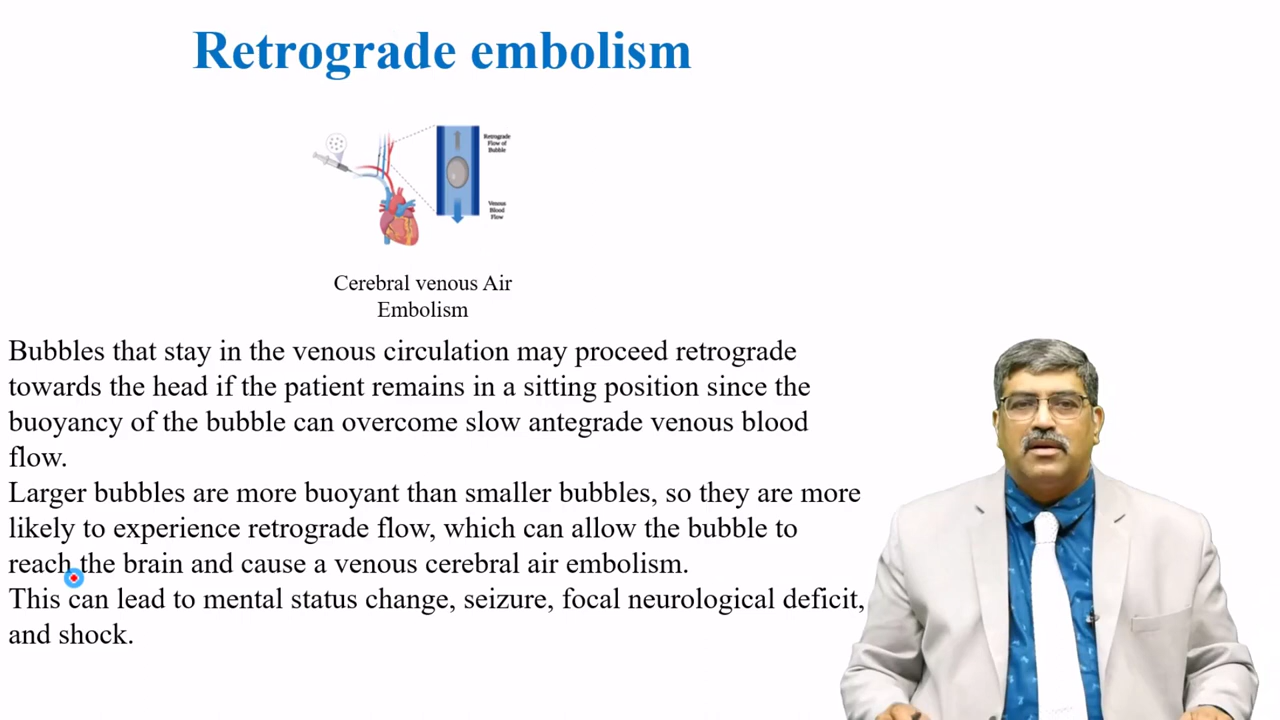 Retrograde embolism
Retrograde
Flow of
Bubble
Venous
Blood
Flow
Cerebral venous Air
Embolism
Bubbles that stay in the venous circulation may proceed retrograde
towards the head if the patient remains in a sitting position since the
buoyancy of the bubble can overcome slow antegrade venous blood
flow.
Larger bubbles are more buoyant than smaller bubbles, so they are more
likely to experience retrograde flow, which can allow the bubble to
reach the brain and cause a venous cerebral air embolism.
This can lead to mental status change, seizure, focal neurological deficit,
and shock.